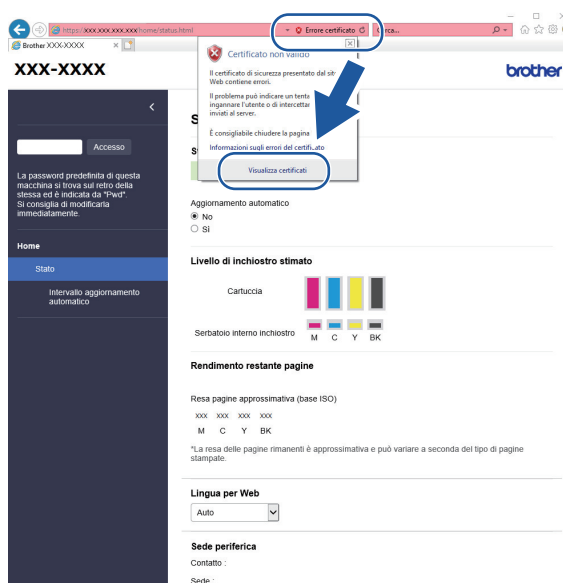 http://xxx.xxx.xxx.xxx/home/status.html
Errore certificato
Brother XXX-XXXX
XXX-XXXX
brother
Certificato non valido
Il certificato di sicurezza presentato dal
Web contiene errori.
Il problema può indicare un
ingannare l'utente o di
inviati al server.
È consigliabile chiudere la pagina
Informazioni sugli errori del
Visualizza certificati
Accesso
La password predefinita di questa
macchina si trova sul retro della
stessa ed è indicata da "Pwd".
Si consiglia di modificarla
immediatamente.
Home
Stato
Intervallo aggiornamento
automatico
Aggiornamento automatico
No
Sì
Livello di inchiostro stimato
Cartuccia
Serbatoio interno inchiostro
M C Y BK
Rendimento restante pagine
Resa pagine approssimativa (base ISO)
xxx xxx xxx xxx
M C Y BK
*La resa delle pagine rimanenti è approssimativa e può variare a seconda del tipo di pagine
stampate.
Lingua per Web
Auto
Sede periferica
Contatto :
Sede :